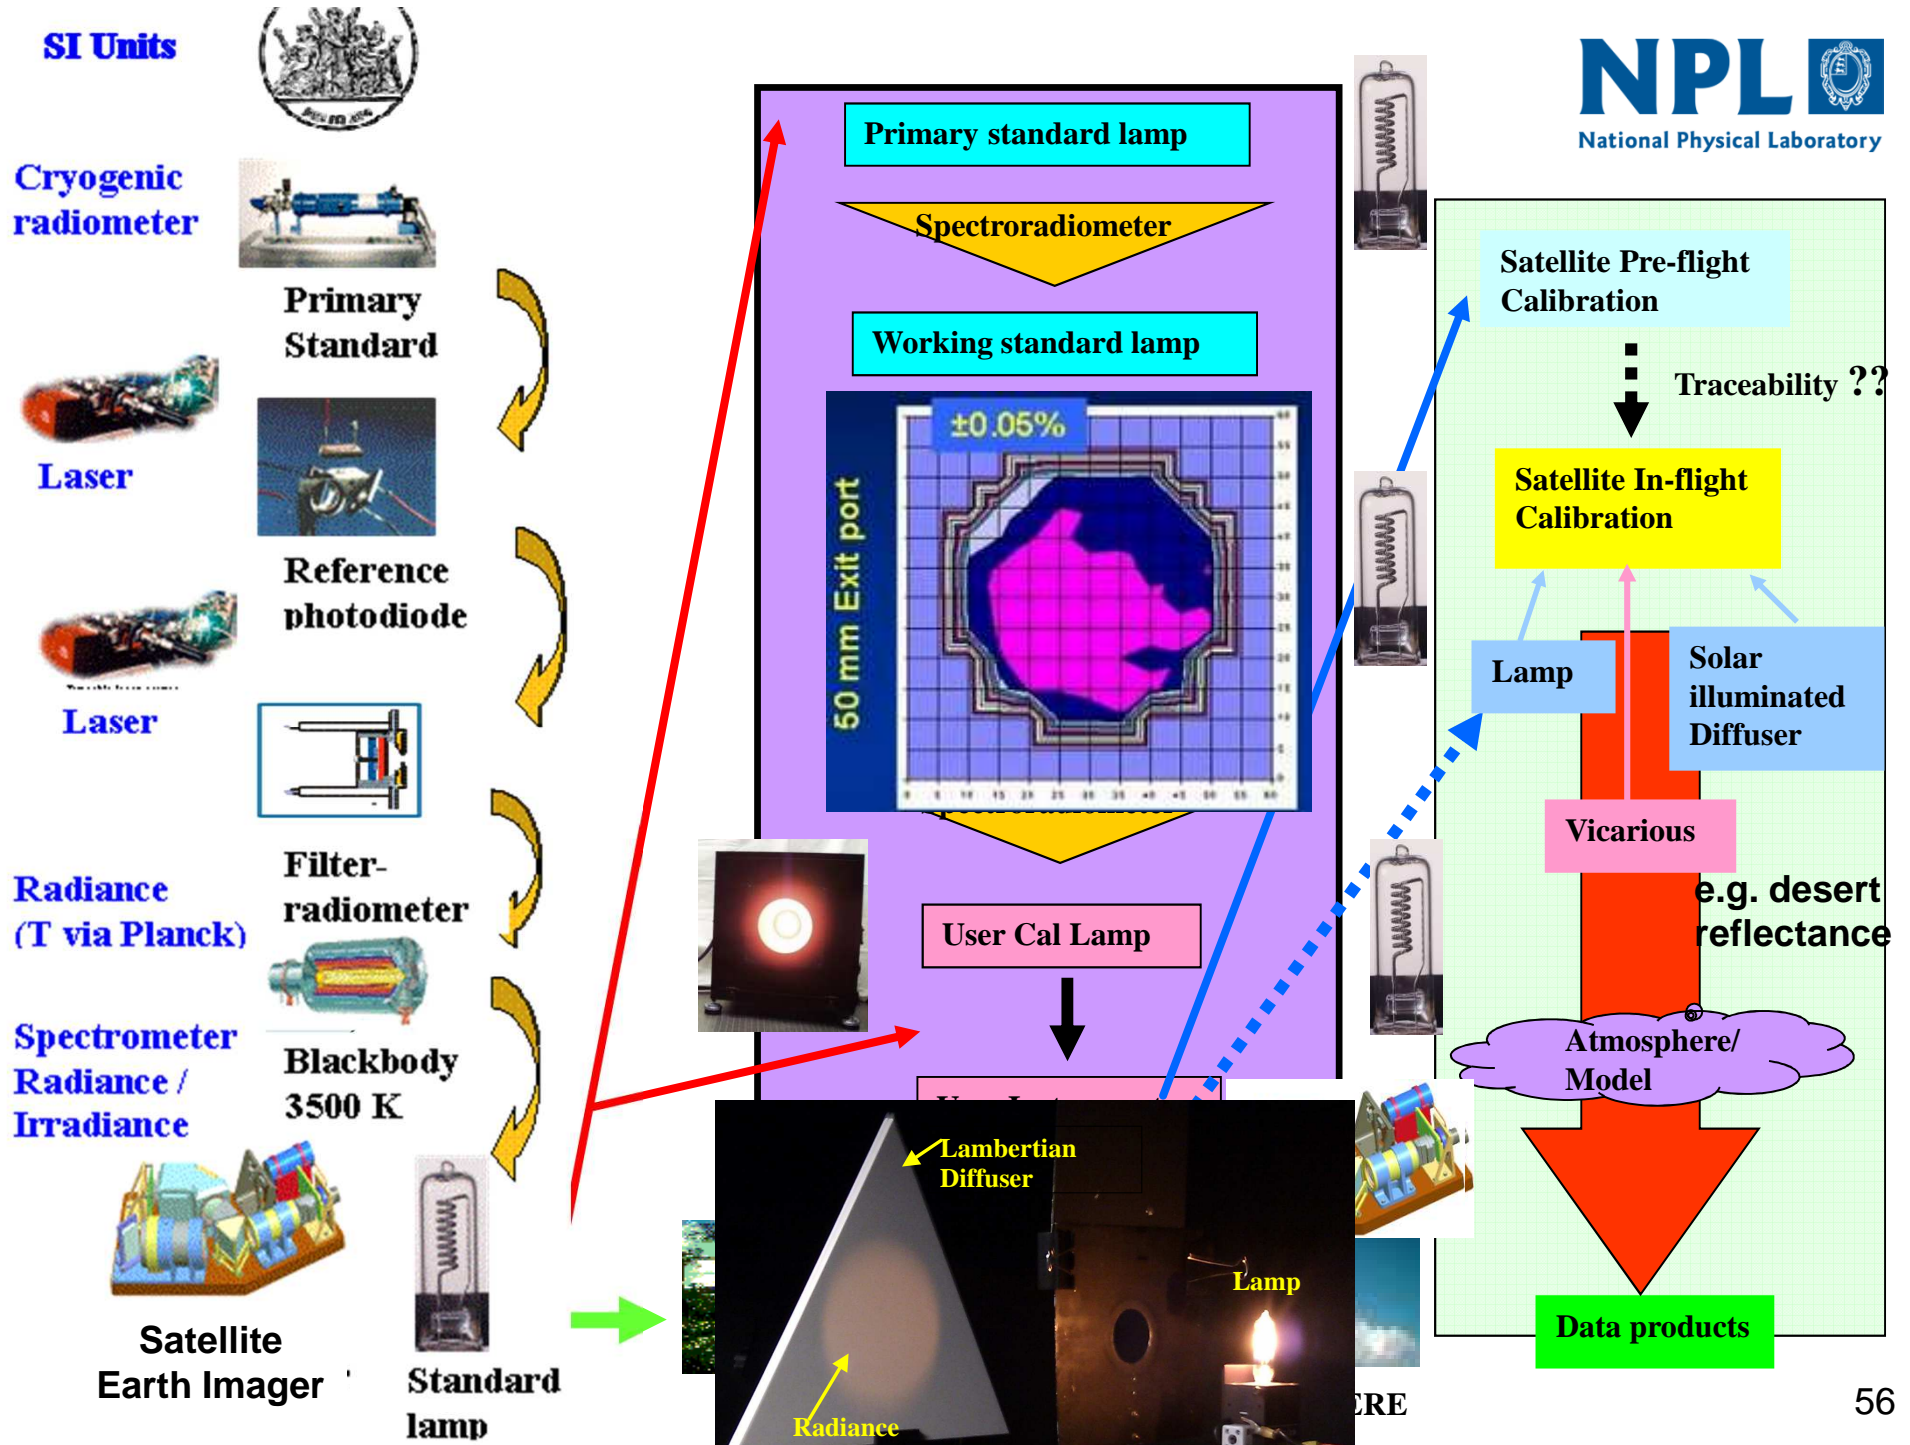 SI Units
Cryogenic
radiometer
Primary
Standard
Laser
Reference
photodiode
Laser
Filter-
radiometer
Radiance
(T via Planck)
Blackbody
3500 K
Spectrometer
Radiance /
Irradiance
Satellite
Earth Imager
Standard
lamp
Primary standard lamp
Spectroradiometer
Working standard lamp
±0.05%
50 mm Exit port
Spectroradiometer
User Cal Lamp
Lambertian
Diffuser
Lamp
Radiance
NPL
National Physical Laboratory
Satellite Pre-flight
Calibration
Traceability ??
Satellite In-flight
Calibration
Lamp
Solar
illuminated
Diffuser
Vicarious
e.g. desert
reflectance
Atmosphere/
Model
Data products
ERE
56